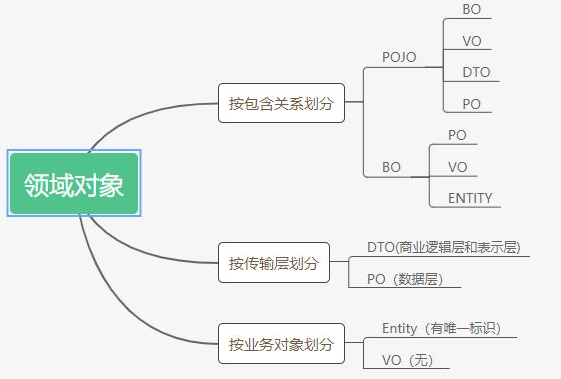 领域对象
按包含关系划分
POJO
BO
VO
DTO
PO
BO
PO
VO
ENTITY
按传输层划分
DTO(商业逻辑层和表示层)
PO（数据层）
按业务对象划分
Entity（有唯一标识）
VO（无）